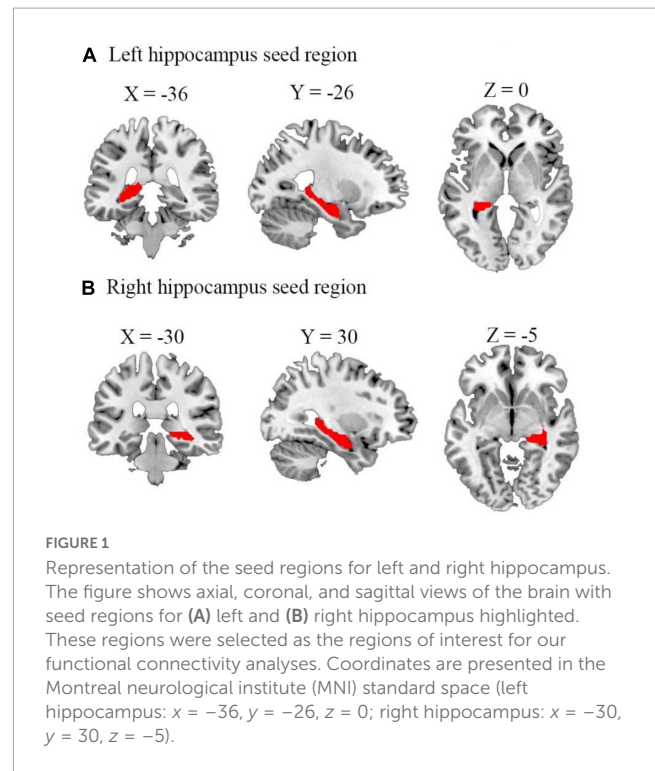 A Left hippocampus seed region
X = -36 Y = -26 Z = 0
B Right hippocampus seed region
X = -30 Y = 30 Z = -5
FIGURE 1
Representation of the seed regions for left and right hippocampus.
The figure shows axial, coronal, and sagittal views of the brain with
seed regions for (A) left and (B) right hippocampus highlighted.
These regions were selected as the regions of interest for our
functional connectivity analyses. Coordinates are presented in the
Montreal neurological institute (MNI) standard space (left
hippocampus: x = −36, y = −26, z = 0; right hippocampus: x = −30,
y = 30, z = −5).